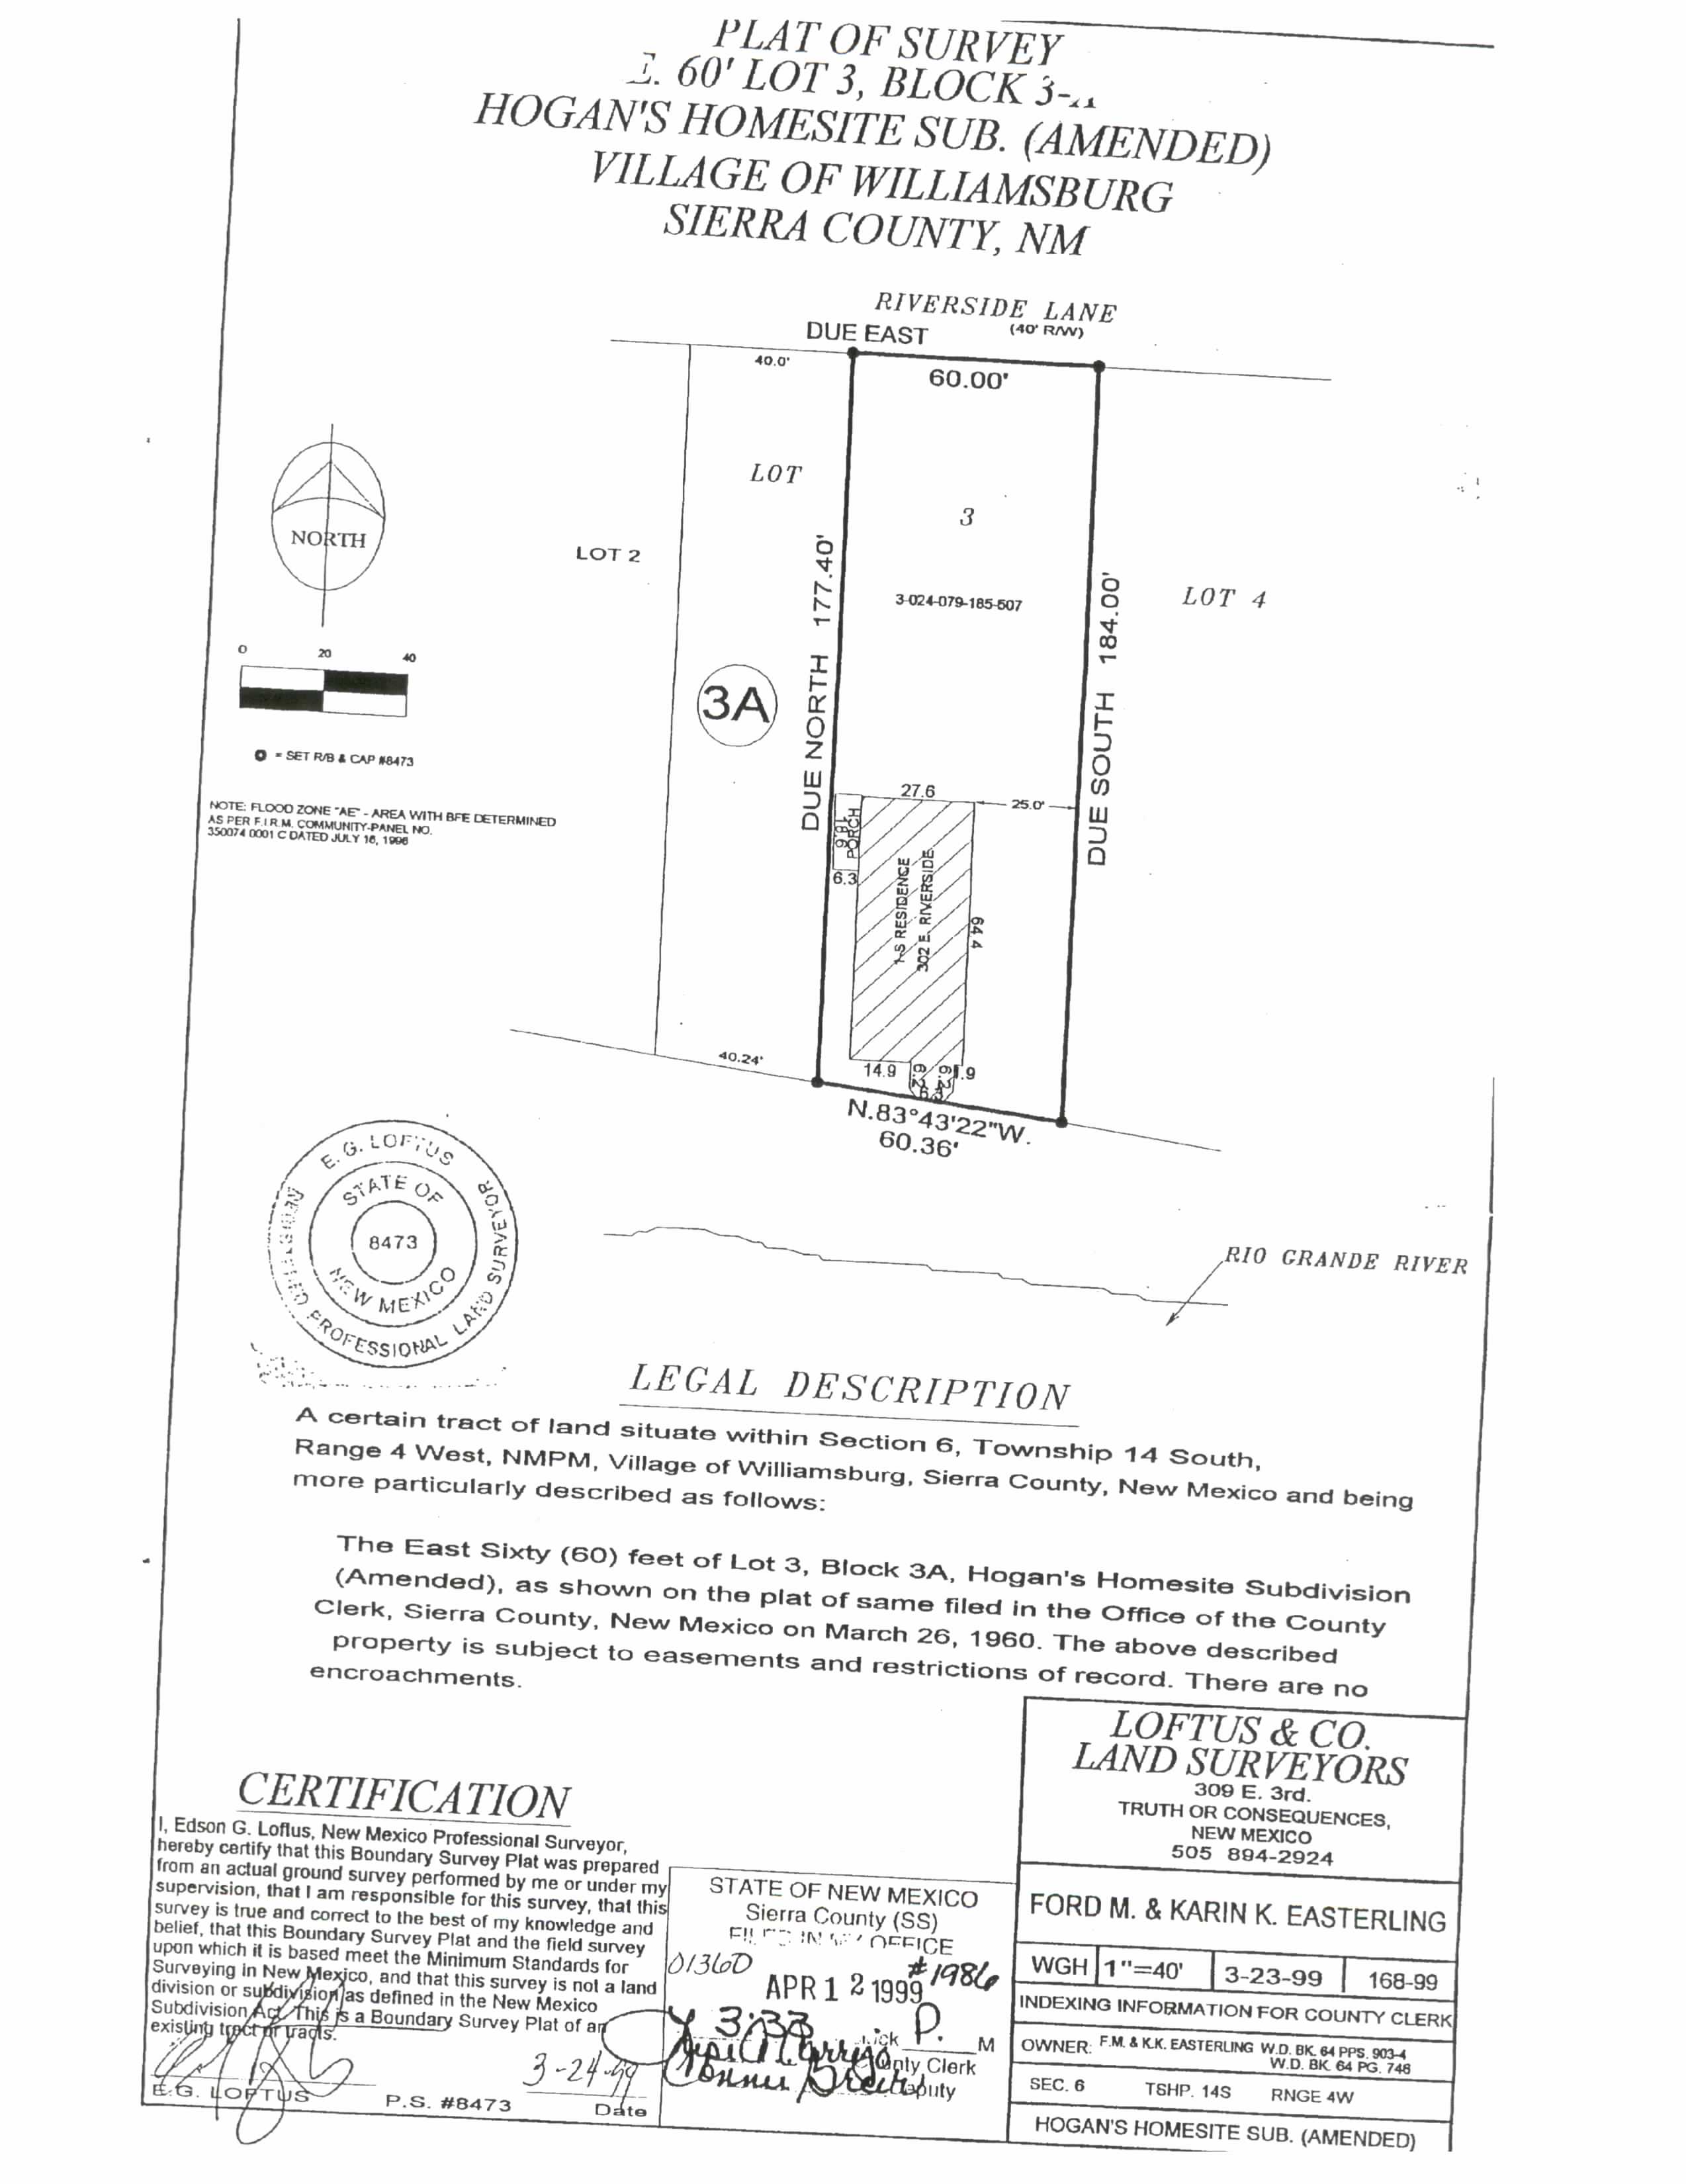 PLAT OF SURVEY
E. 60' LOT 3, BLOCK 3-A
HOGAN'S HOMESITE SUB. (AMENDED)
VILLAGE OF WILLIAMSBURG
SIERRA COUNTY, NM
RIVERSIDE LANE
DUE EAST
(40' R/W)
40.0'
60.00'
LOT
3
NORTH
LOT 2
DUE NORTH 177.40'
3-024-079-185-507
DUE SOUTH 184.00'
LOT 4
0 20 40
3A
= SET R/B & CAP #8473
NOTE: FLOOD ZONE "AE" - AREA WITH BFE DETERMINED
AS PER F.I.R.M. COMMUNITY-PANEL NO.
350074 0001 C DATED JULY 16, 1996
27.6
25.0'
18.6
PORCH
6.3
1-S RESIDENCE
302 E. RIVERSIDE
64.4
40.24'
14.9
6.2
6.2
1.9
6.3
N.83°43'22"W.
60.36'
E. G. LOFTUS
REGISTERED PROFESSIONAL LAND SURVEYOR
STATE OF
8473
NEW MEXICO
RIO GRANDE RIVER
LEGAL DESCRIPTION
A certain tract of land situate within Section 6, Township 14 South,
Range 4 West, NMPM, Village of Williamsburg, Sierra County, New Mexico and being
more particularly described as follows:
The East Sixty (60) feet of Lot 3, Block 3A, Hogan's Homesite Subdivision
(Amended), as shown on the plat of same filed in the Office of the County
Clerk, Sierra County, New Mexico on March 26, 1960. The above described
property is subject to easements and restrictions of record. There are no
encroachments.
CERTIFICATION
I, Edson G. Loftus, New Mexico Professional Surveyor,
hereby certify that this Boundary Survey Plat was prepared
from an actual ground survey performed by me or under my
supervision, that I am responsible for this survey, that this
survey is true and correct to the best of my knowledge and
belief, that this Boundary Survey Plat and the field survey
upon which it is based meet the Minimum Standards for
Surveying in New Mexico, and that this survey is not a land
division or subdivision as defined in the New Mexico
Subdivision Act. This is a Boundary Survey Plat of an
existing tract or tracts.
3-24-99
E.G. LOFTUS P.S. #8473 Date
STATE OF NEW MEXICO
Sierra County (SS)
FILED IN MY OFFICE
0136D #1986
APR 12 1999
3:33 P. M
County Clerk
Deputy
LOFTUS & CO.
LAND SURVEYORS
309 E. 3rd.
TRUTH OR CONSEQUENCES,
NEW MEXICO
505 894-2924
FORD M. & KARIN K. EASTERLING
WGH 1"=40' 3-23-99 168-99
INDEXING INFORMATION FOR COUNTY CLERK
OWNER: F.M. & K.K. EASTERLING W.D. BK. 64 PPS. 903-4
W.D. BK. 64 PG. 746
SEC. 6 TSHP. 14S RNGE 4W
HOGAN'S HOMESITE SUB. (AMENDED)